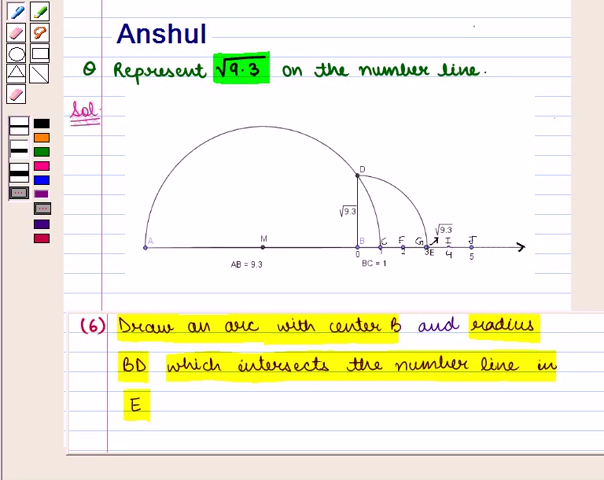 Anshul
Q Represent √9.3 on the number line.
Sol:
D
√9.3
√9.3
A M B C F G E I J
0 1 2 3 4 5
AB = 9.3 BC = 1
(6) Draw an arc with center B and radius
BD which intersects the number line in
E